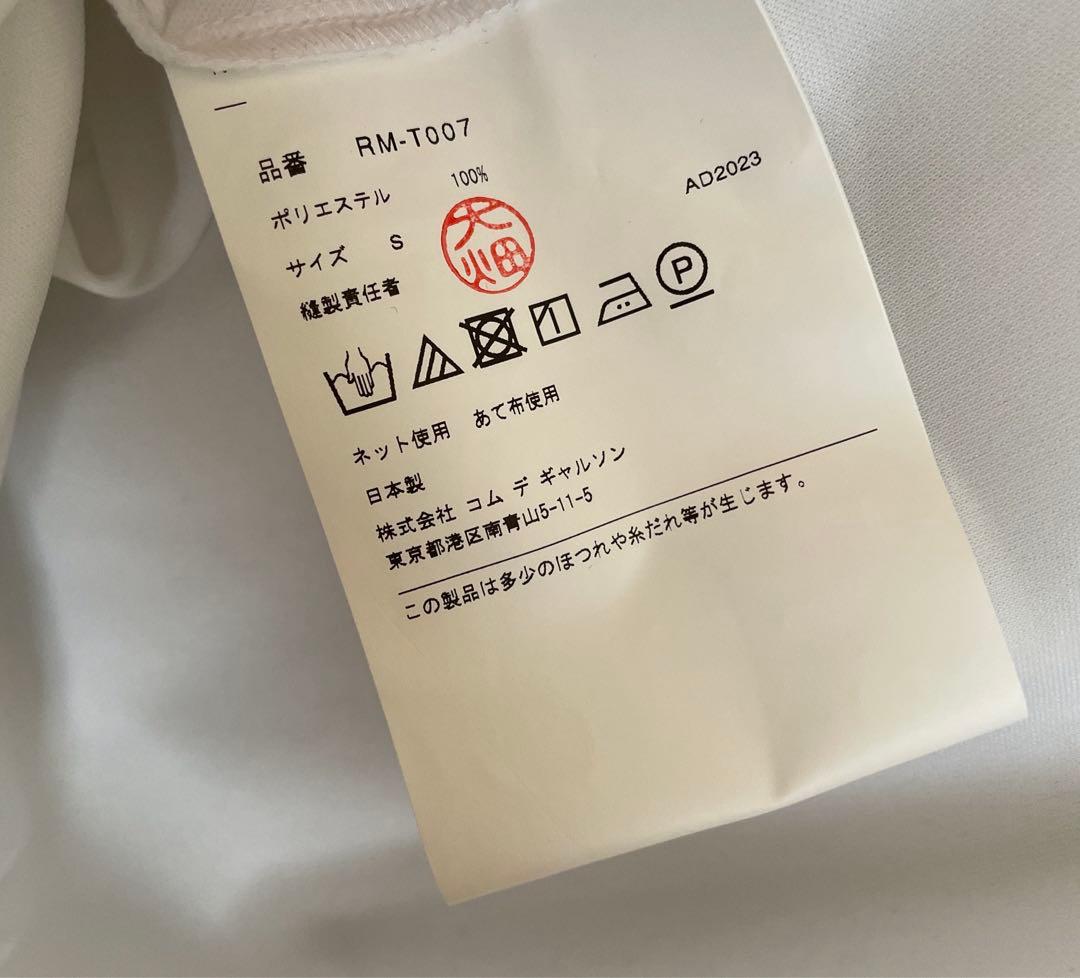 品番 RM-T007
ポリエステル 100%
AD2023
サイズ S
縫製責任者 大畑
P
ネット使用 あて布使用
日本製
株式会社 コム デ ギャルソン
東京都港区南青山5-11-5
この製品は多少のほつれや糸だれ等が生じます。